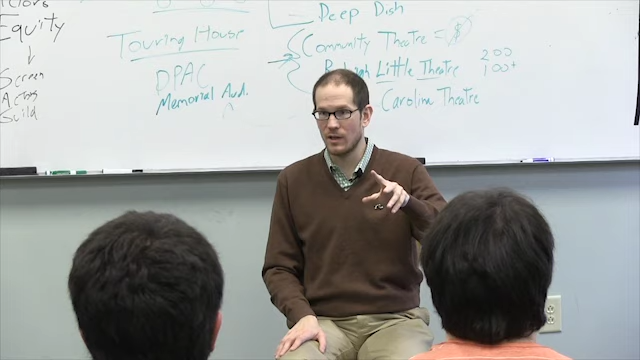 Actors
Equity
Screen
Actors
Guild
Touring House
DPAC
Memorial Aud.
Deep Dish
Community Theatre =
Raleigh Little Theatre
200
100+
Carolina Theatre